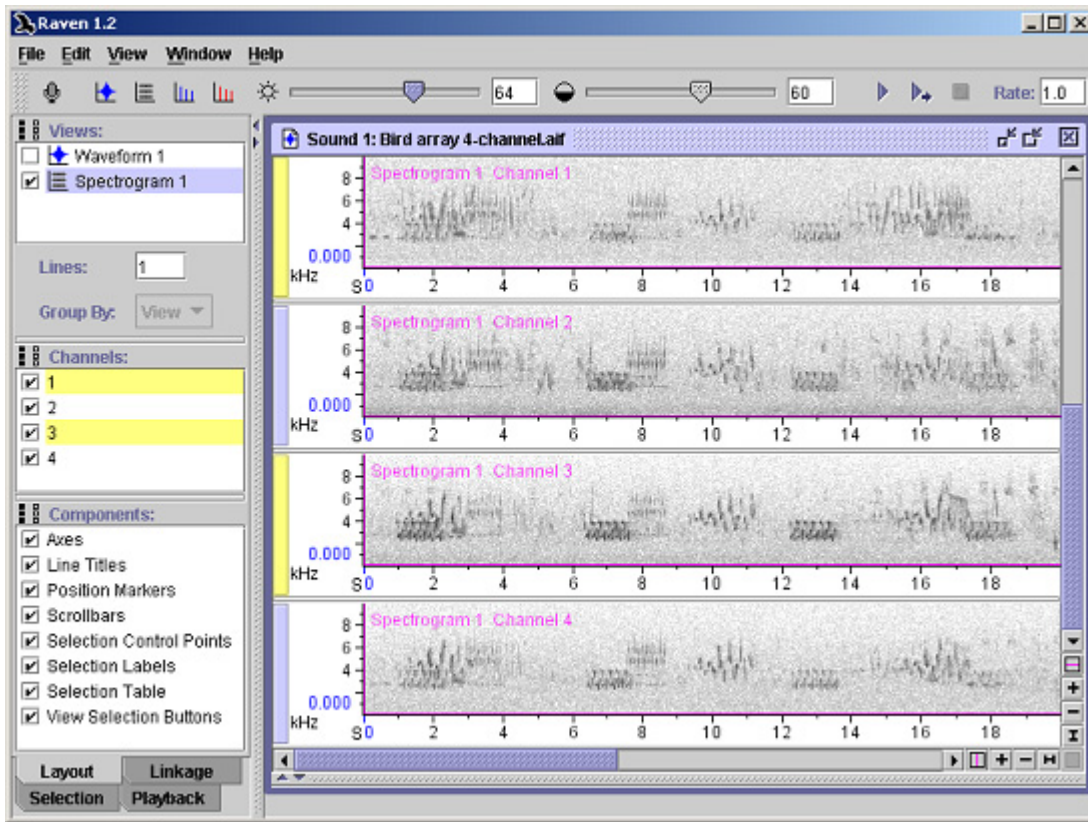 Raven 1.2
File Edit View Window Help
64 60 Rate: 1.0
Views:
Waveform 1
Spectrogram 1
Lines: 1
Group By: View
Channels:
1
2
3
4
Components:
Axes
Line Titles
Position Markers
Scrollbars
Selection Control Points
Selection Labels
Selection Table
View Selection Buttons
Layout Linkage
Selection Playback
Sound 1: Bird array 4-channel.aif
Spectrogram 1 Channel 1
8
6
4
0.000
kHz
S 0 2 4 6 8 10 12 14 16 18
Spectrogram 1 Channel 2
8
6
4
0.000
kHz
S 0 2 4 6 8 10 12 14 16 18
Spectrogram 1 Channel 3
8
6
4
0.000
kHz
S 0 2 4 6 8 10 12 14 16 18
Spectrogram 1 Channel 4
8
6
4
0.000
kHz
S 0 2 4 6 8 10 12 14 16 18